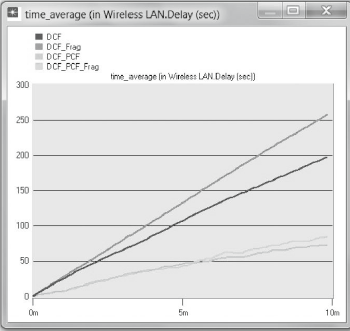 time_average (in Wireless LAN.Delay (sec))
DCF
DCF_Frag
DCF_PCF
DCF_PCF_Frag
time_average (in Wireless LAN.Delay (sec))
300
250
200
150
100
50
0
0m 5m 10m